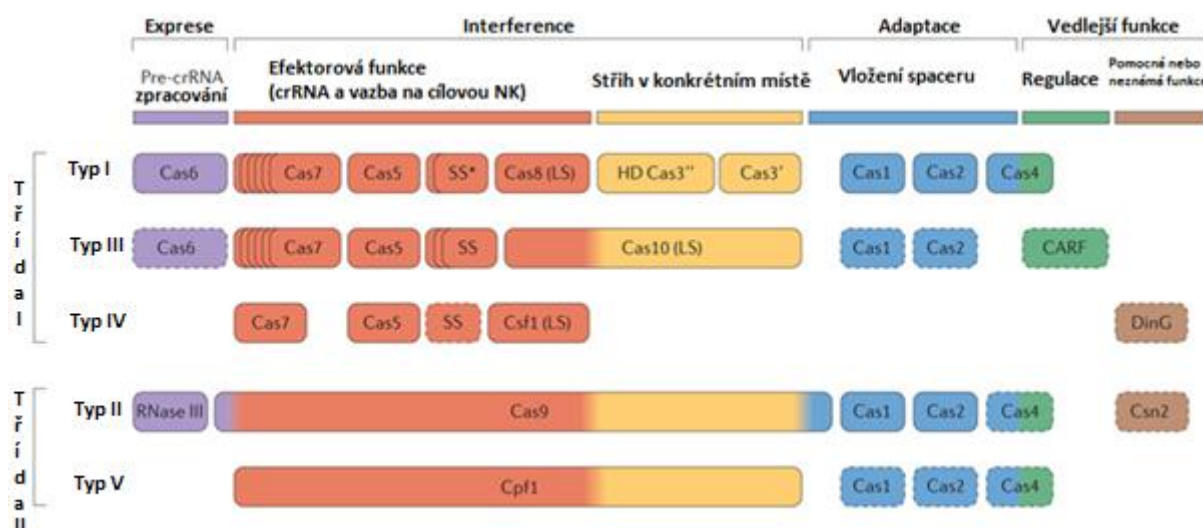 Exprese Interference Adaptace Vedlejší funkce
Pre-crRNA
zpracování
Efektorová funkce
(crRNA a vazba na cílovou NK)
Střih v konkrétním místě
Vložení spaceru
Regulace
Pomocné nebo
neznámé funkce
Třída I
Typ I
Cas6 Cas7 Cas5 SS* Cas8 (LS) HD Cas3'' Cas3' Cas1 Cas2 Cas4
Typ III
Cas6 Cas7 Cas5 SS Cas10 (LS) Cas1 Cas2 CARF
Typ IV
Cas7 Cas5 SS Csf1 (LS) DinG
Třída II
Typ II
RNase III Cas9 Cas1 Cas2 Cas4 Csn2
Typ V
Cpf1 Cas1 Cas2 Cas4